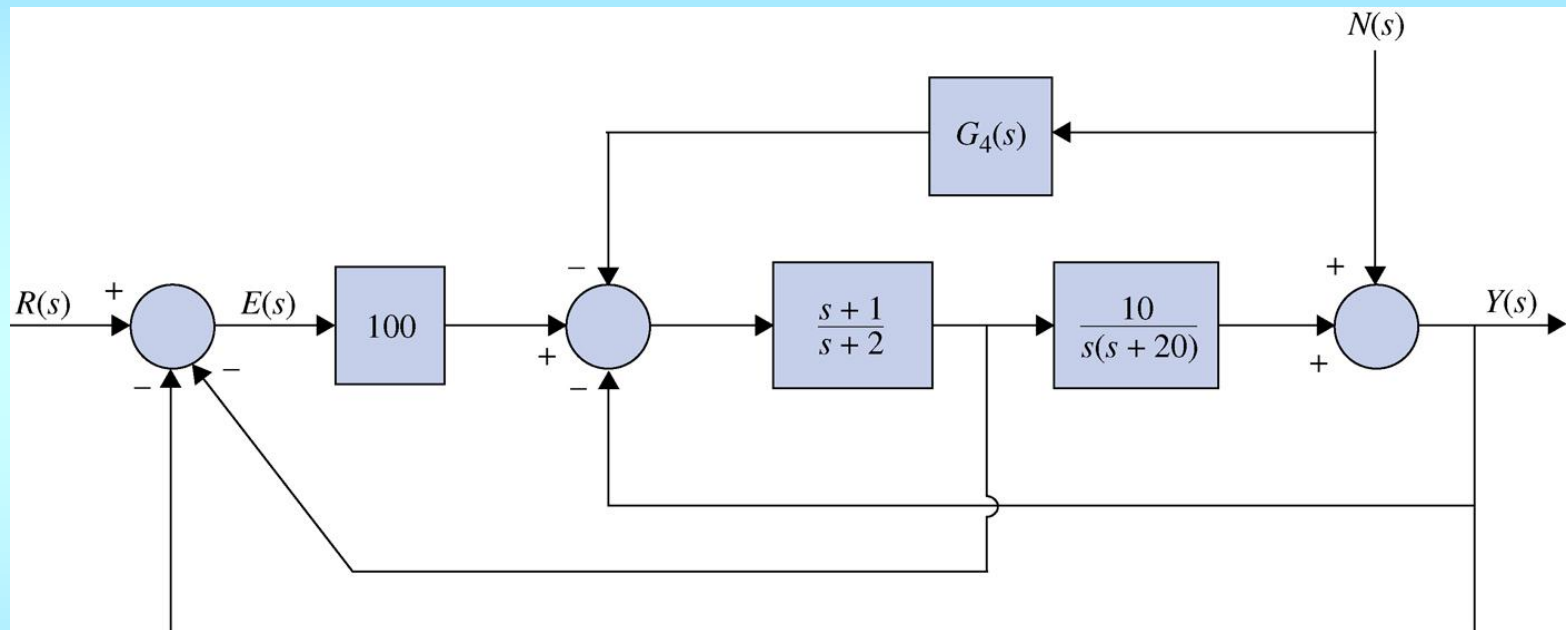 N(s)
G₄(s)
R(s)
+
−
−
E(s)
100
−
+
−
s + 1
s + 2
10
s(s + 20)
+
+
Y(s)